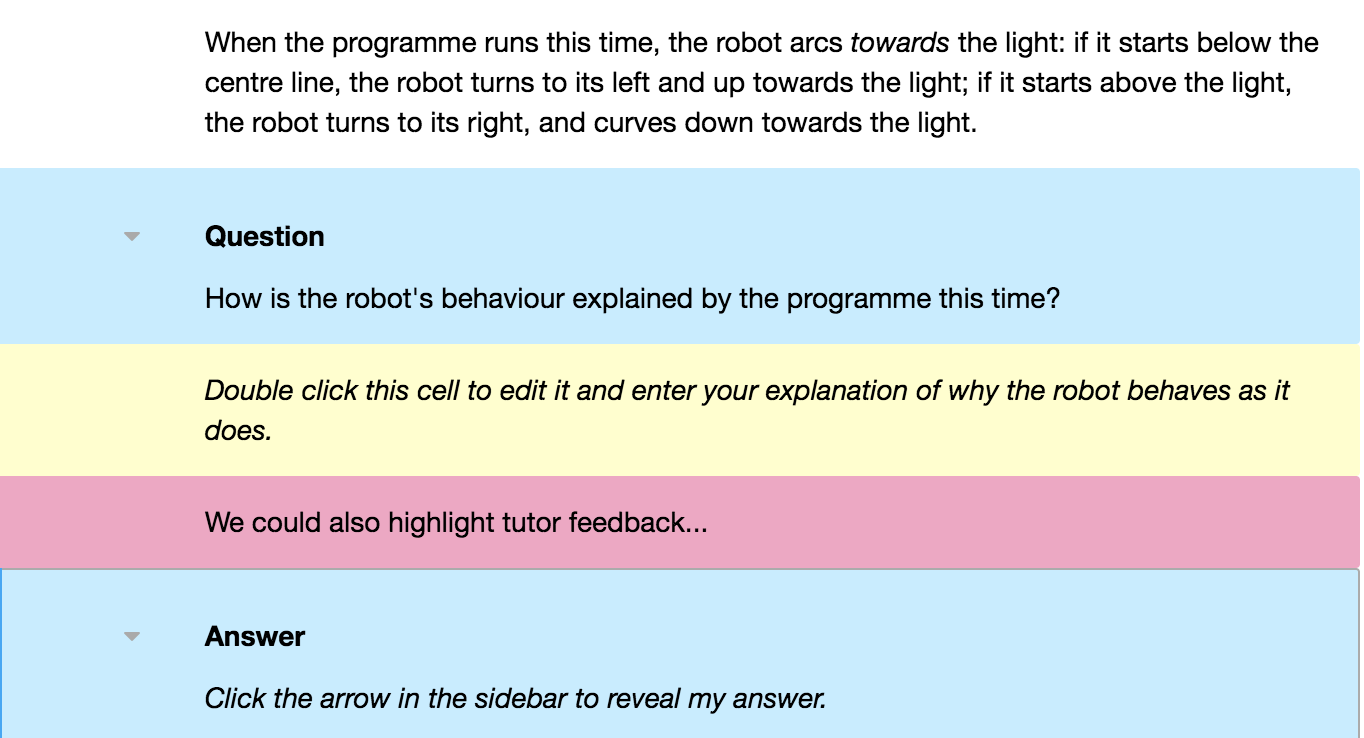 When the programme runs this time, the robot arcs towards the light: if it starts below the
centre line, the robot turns to its left and up towards the light; if it starts above the light,
the robot turns to its right, and curves down towards the light.
Question
How is the robot's behaviour explained by the programme this time?
Double click this cell to edit it and enter your explanation of why the robot behaves as it
does.
We could also highlight tutor feedback...
Answer
Click the arrow in the sidebar to reveal my answer.